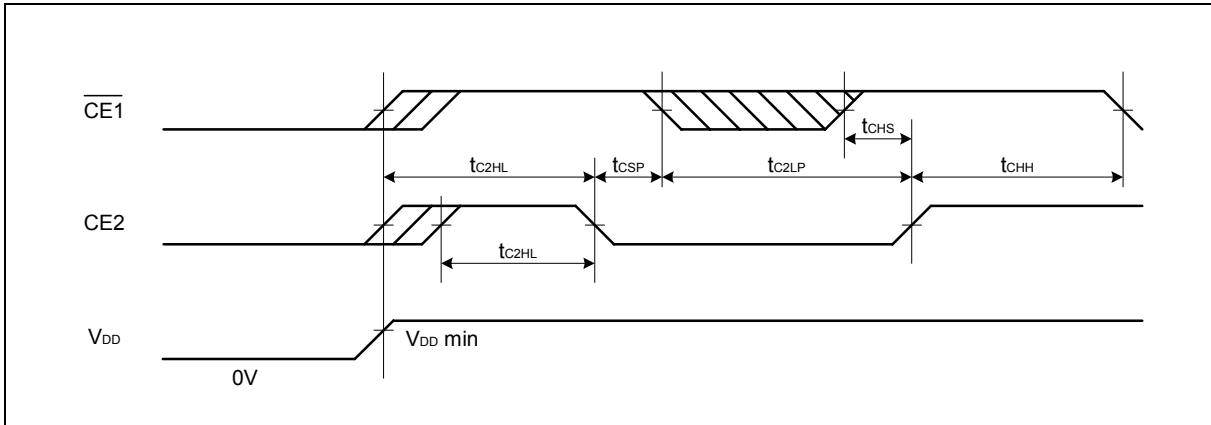 CE1
tCHS
tC2HL
tCSP
tC2LP
tCHH
CE2
tC2HL
VDD
VDD min
0V